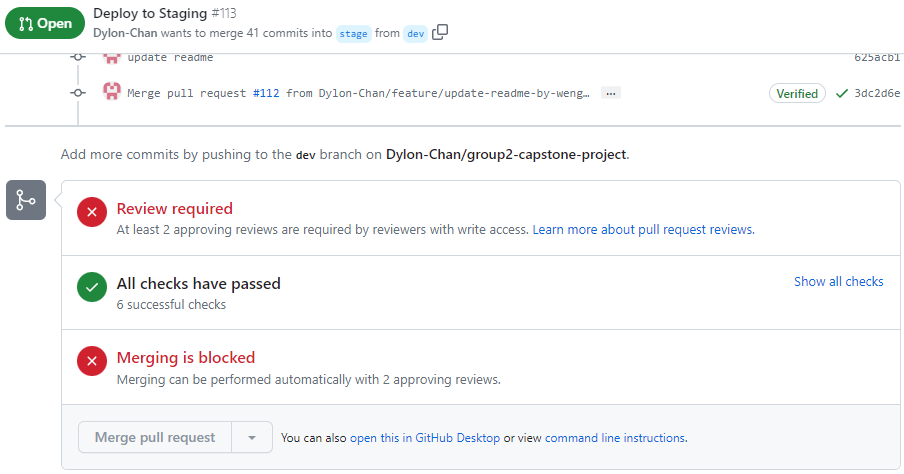 Open
Deploy to Staging #113
Dylon-Chan wants to merge 41 commits into stage from dev
update readme 625acb1
Merge pull request #112 from Dylon-Chan/feature/update-readme-by-weng… ... Verified 3dc2d6e
Add more commits by pushing to the dev branch on Dylon-Chan/group2-capstone-project.
Review required
At least 2 approving reviews are required by reviewers with write access. Learn more about pull request reviews.
All checks have passed
Show all checks
6 successful checks
Merging is blocked
Merging can be performed automatically with 2 approving reviews.
Merge pull request
You can also open this in GitHub Desktop or view command line instructions.